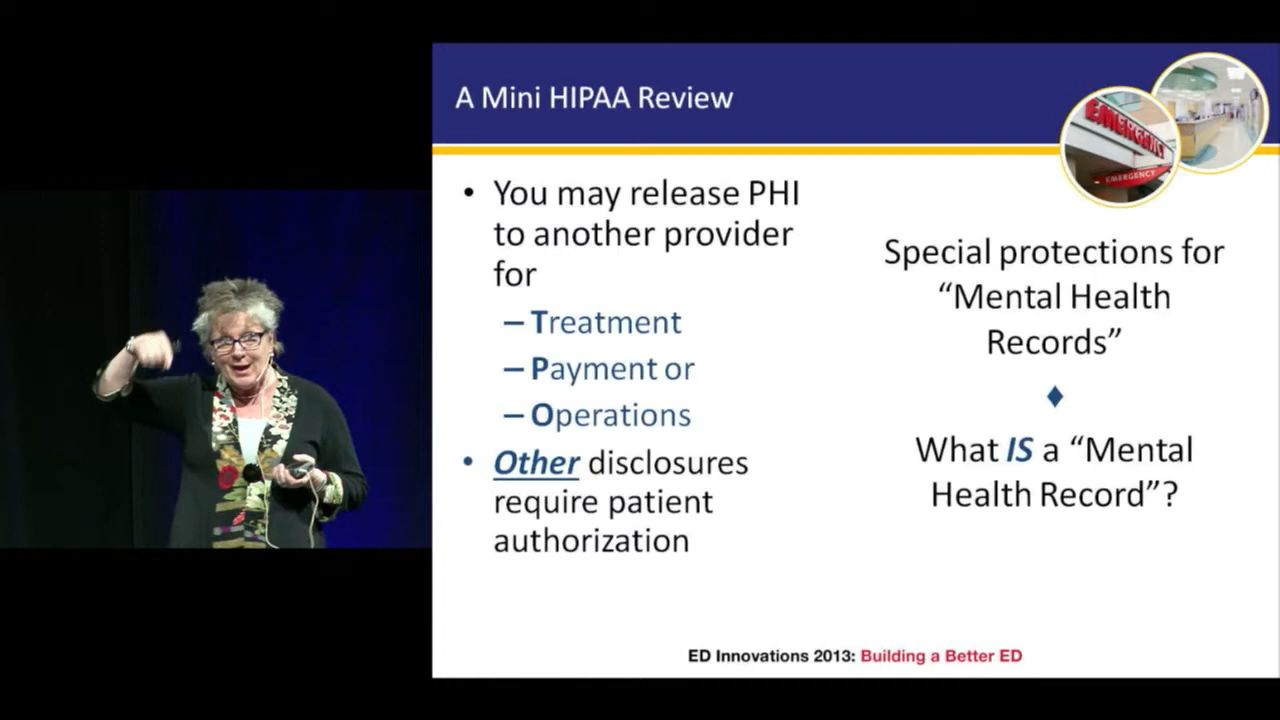 A Mini HIPAA Review
EMERGENCY
EMERGENCY
• You may release PHI
to another provider
for
– Treatment
– Payment or
– Operations
• Other disclosures
require patient
authorization
Special protections for
“Mental Health
Records”
♦
What IS a “Mental
Health Record”?
ED Innovations 2013: Building a Better ED